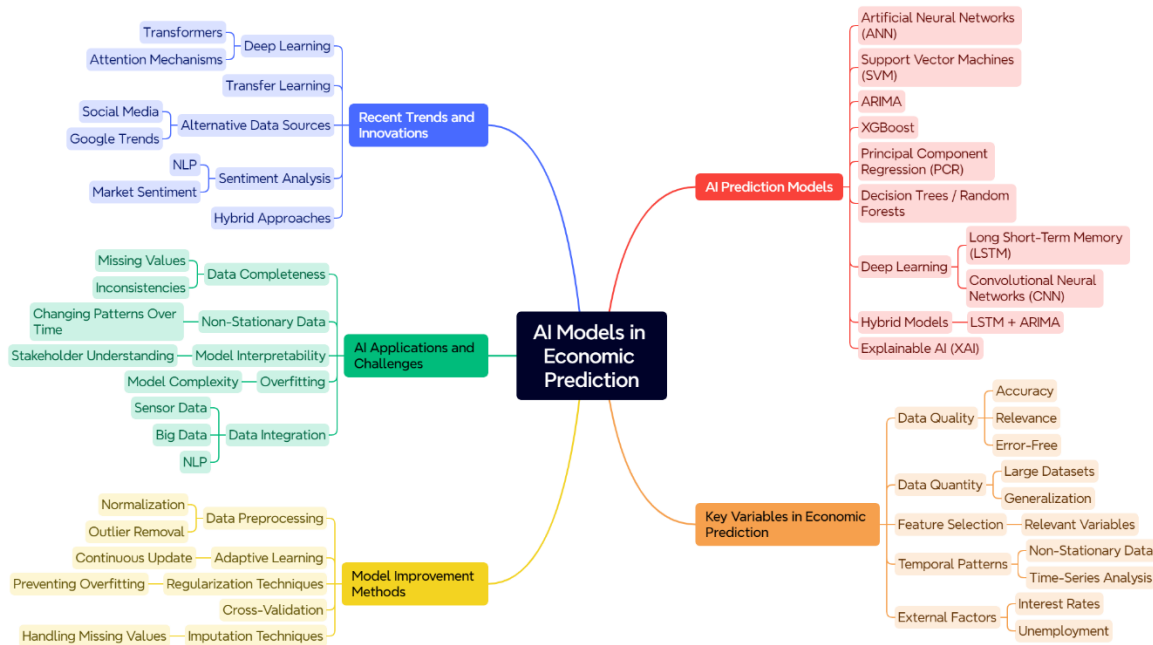 AI Models in
Economic
Prediction
Recent Trends and
Innovations
Deep Learning
Transformers
Attention Mechanisms
Transfer Learning
Alternative Data Sources
Social Media
Google Trends
Sentiment Analysis
NLP
Market Sentiment
Hybrid Approaches
AI Applications and
Challenges
Data Completeness
Missing Values
Inconsistencies
Non-Stationary Data
Changing Patterns Over
Time
Model Interpretability
Stakeholder Understanding
Overfitting
Model Complexity
Data Integration
Sensor Data
Big Data
NLP
Model Improvement
Methods
Data Preprocessing
Normalization
Outlier Removal
Adaptive Learning
Continuous Update
Regularization Techniques
Preventing Overfitting
Cross-Validation
Imputation Techniques
Handling Missing Values
AI Prediction Models
Artificial Neural Networks
(ANN)
Support Vector Machines
(SVM)
ARIMA
XGBoost
Principal Component
Regression (PCR)
Decision Trees / Random
Forests
Deep Learning
Long Short-Term Memory
(LSTM)
Convolutional Neural
Networks (CNN)
Hybrid Models
LSTM + ARIMA
Explainable AI (XAI)
Key Variables in Economic
Prediction
Data Quality
Accuracy
Relevance
Error-Free
Data Quantity
Large Datasets
Generalization
Feature Selection
Relevant Variables
Temporal Patterns
Non-Stationary Data
Time-Series Analysis
External Factors
Interest Rates
Unemployment